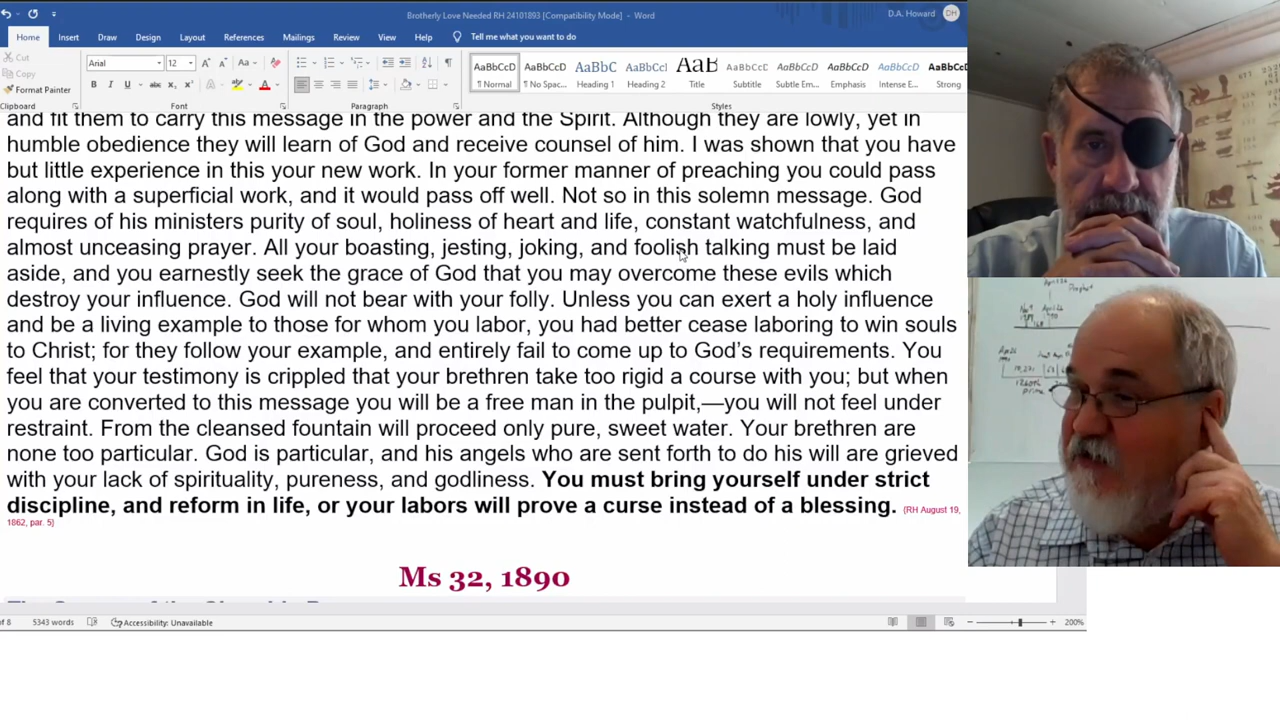 Brotherly Love Needed RH 24101893 [Compatibility Mode] - Word
D.A. Howard
DH
Home Insert Draw Design Layout References Mailings Review View Help Tell me what you want to do
Cut
Copy
Format Painter
Clipboard
Arial 12
Font
Paragraph
AaBbCcD AaBbCcD AaBbC AaBbCcD AaB AaBbCcD AaBbCcD AaBbCcD AaBbCcD AaBbCcD
¶ Normal ¶ No Spac... Heading 1 Heading 2 Title Subtitle Subtle Em... Emphasis Intense E... Strong
Styles
and fit them to carry this message in the power and the Spirit. Although they are lowly, yet in
humble obedience they will learn of God and receive counsel of him. I was shown that you have
but little experience in this your new work. In your former manner of preaching you could pass
along with a superficial work, and it would pass off well. Not so in this solemn message. God
requires of his ministers purity of soul, holiness of heart and life, constant watchfulness, and
almost unceasing prayer. All your boasting, jesting, joking, and foolish talking must be laid
aside, and you earnestly seek the grace of God that you may overcome these evils which
destroy your influence. God will not bear with your folly. Unless you can exert a holy influence
and be a living example to those for whom you labor, you had better cease laboring to win souls
to Christ; for they follow your example, and entirely fail to come up to God’s requirements. You
feel that your testimony is crippled that your brethren take too rigid a course with you; but when
you are converted to this message you will be a free man in the pulpit,—you will not feel under
restraint. From the cleansed fountain will proceed only pure, sweet water. Your brethren are
none too particular. God is particular, and his angels who are sent forth to do his will are grieved
with your lack of spirituality, pureness, and godliness. You must bring yourself under strict
discipline, and reform in life, or your labors will prove a curse instead of a blessing. {RH August 19,
1862, par. 5}
Ms 32, 1890
of 8 5343 words Accessibility: Unavailable 200%